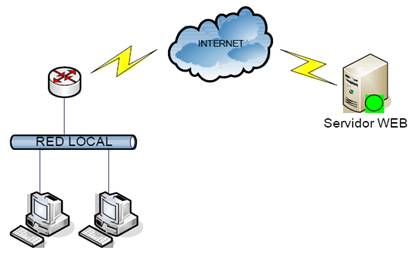 INTERNET
Servidor WEB
RED LOCAL